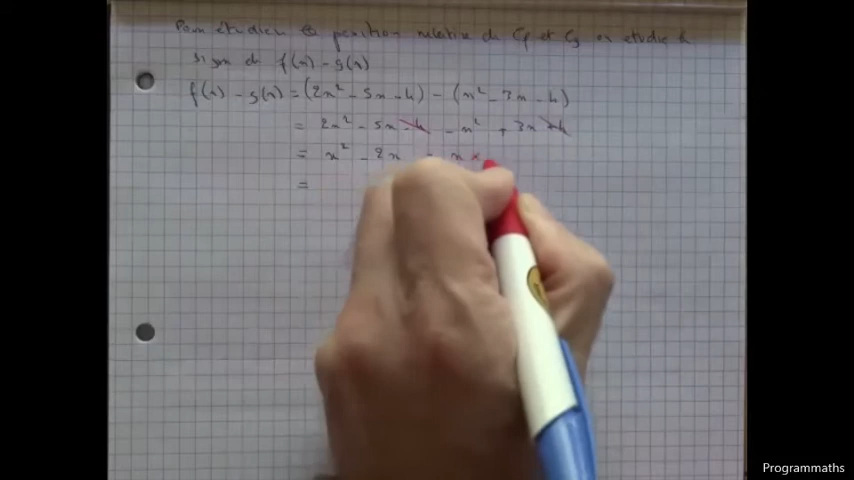 Pour étudier la position relative de Cf et Cg on étudie le
signe de f(x) - g(x)
f(x) - g(x) = (2x² - 5x - 4) - (x² - 3x - 4)
= 2x² - 5x - 4 - x² + 3x + 4
= x² - 2x = x ×
=
Programmaths